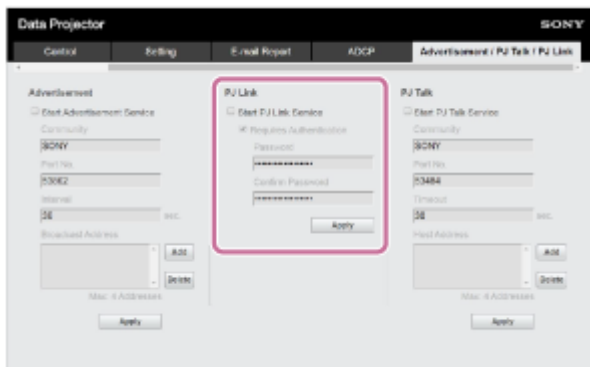 Data Projector
SONY
Control
Setting
E-mail Report
ADCP
Advertisement / PJ Talk / PJ Link
Advertisement
Start Advertisement Service
Community
SONY
Port No.
53862
Interval
30
sec.
Broadcast Address
Add
Delete
Max. 4 Addresses
Apply
PJ Link
Start PJ Link Service
Requires Authentication
Password
Confirm Password
Apply
PJ Talk
Start PJ Talk Service
Community
SONY
Port No.
53484
Timeout
30
sec.
Host Address
Add
Delete
Max. 4 Addresses
Apply